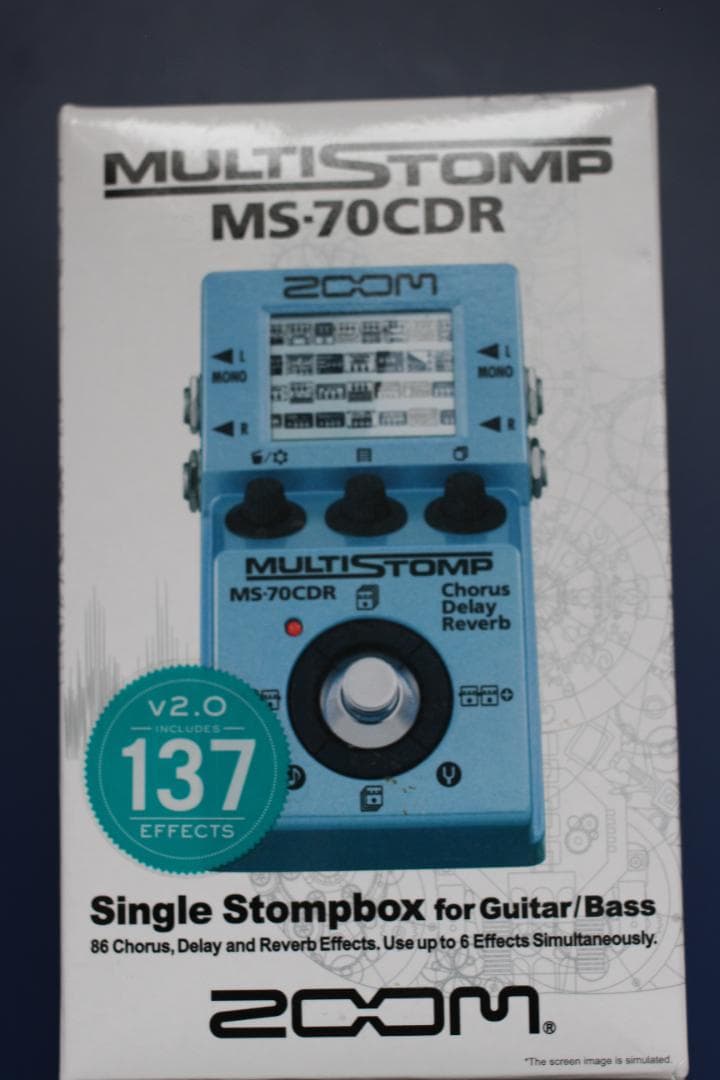 MULTISTOMP
MS-70CDR
ZOOM
L
MONO
R
L
MONO
R
MULTISTOMP
MS-70CDR
Chorus
Delay
Reverb
v2.0
INCLUDES
137
EFFECTS
Single Stompbox for Guitar/Bass
86 Chorus, Delay and Reverb Effects. Use up to 6 Effects Simultaneously.
ZOOM®
*The screen image is simulated.